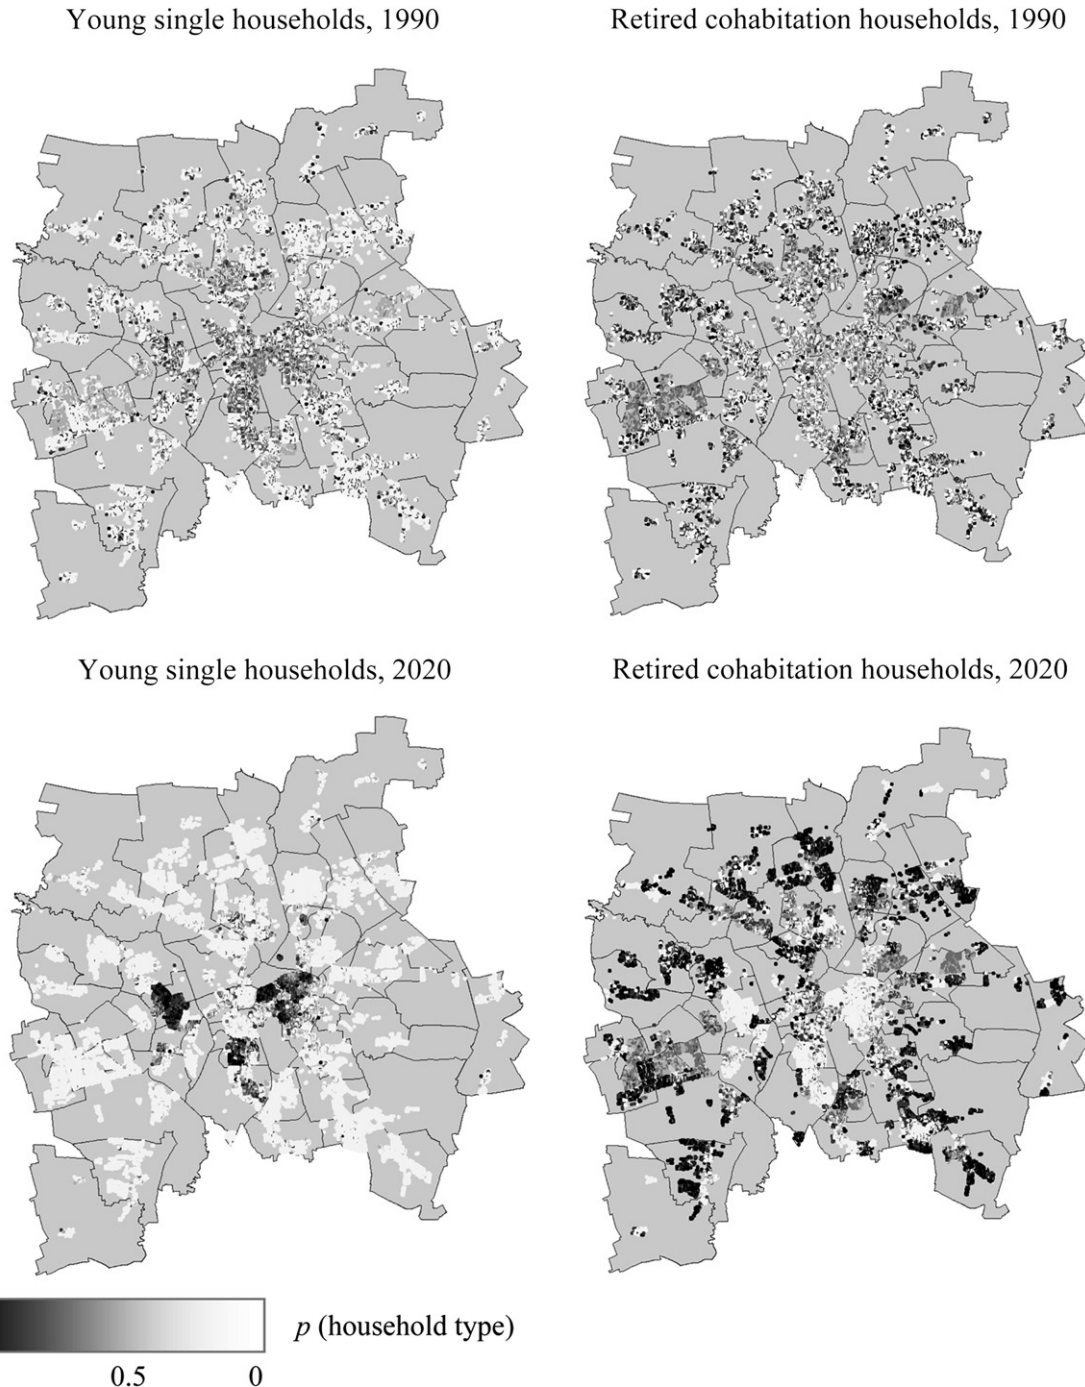 Young single households, 1990
Retired cohabitation households, 1990
Young single households, 2020
Retired cohabitation households, 2020
p (household type)
0.5 0